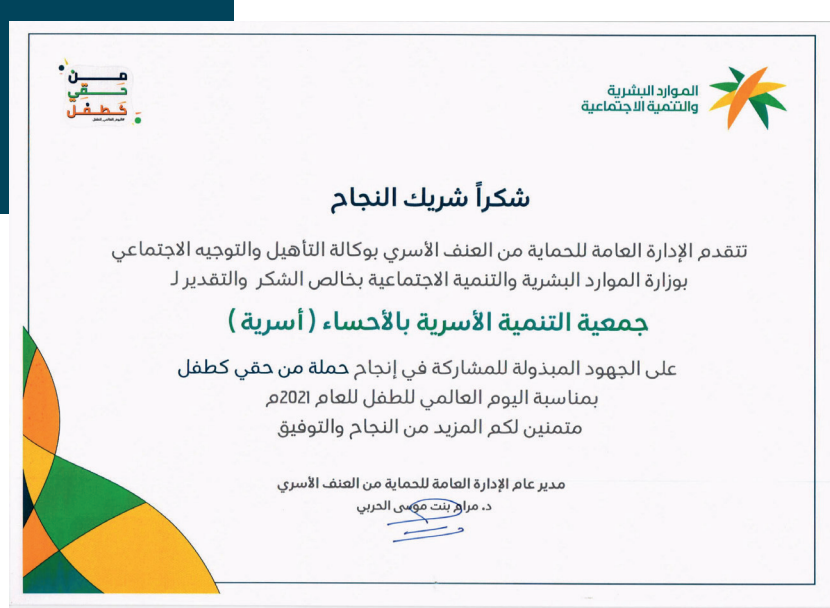 الموارد البشرية
والتنمية الاجتماعية
من
حقي
كطفل
شكراً شريك النجاح
تتقدم الإدارة العامة للحماية من العنف الأسري بوكالة التأهيل والتوجيه الاجتماعي
بوزارة الموارد البشرية والتنمية الاجتماعية بخالص الشكر والتقدير لـ
جمعية التنمية الأسرية بالأحساء ( أسرية )
على الجهود المبذولة للمشاركة في إنجاح حملة من حقي كطفل
بمناسبة اليوم العالمي للطفل للعام 2021م
متمنين لكم المزيد من النجاح والتوفيق
مدير عام الإدارة العامة للحماية من العنف الأسري
د. مرام بنت موسى الحربي